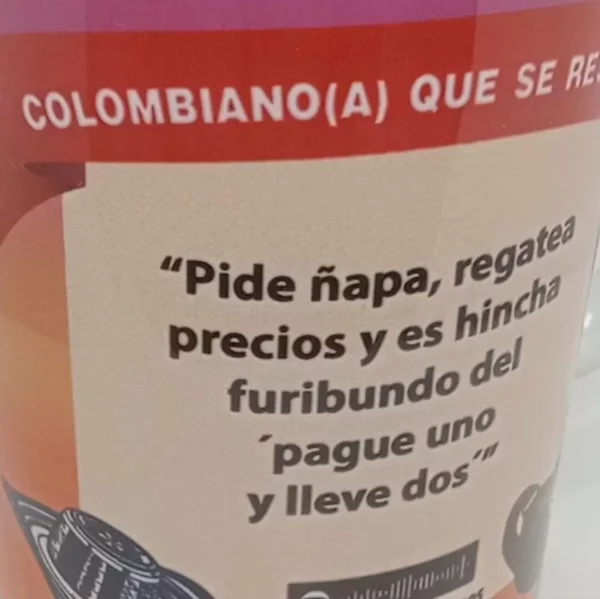 COLOMBIANO(A) QUE SE RE
“Pide ñapa, regatea
precios y es hincha
furibundo del
´pague uno
y lleve dos´”